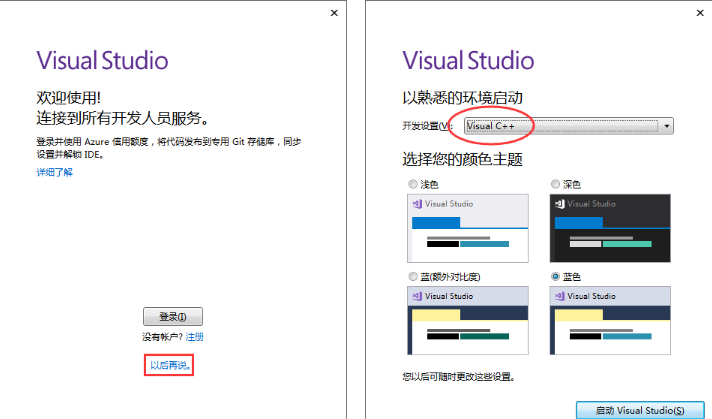 Visual Studio
欢迎使用!
连接到所有开发人员服务。
登录并使用 Azure 信用额度，将代码发布到专用 Git 存储库，同步
设置并解锁 IDE。
详细了解
登录(I)
没有帐户? 注册
以后再说。
Visual Studio
以熟悉的环境启动
开发设置(V): Visual C++
选择您的颜色主题
浅色
深色
Visual Studio
Visual Studio
蓝(额外对比度)
蓝色
Visual Studio
Visual Studio
您以后可随时更改这些设置。
启动 Visual Studio(S)